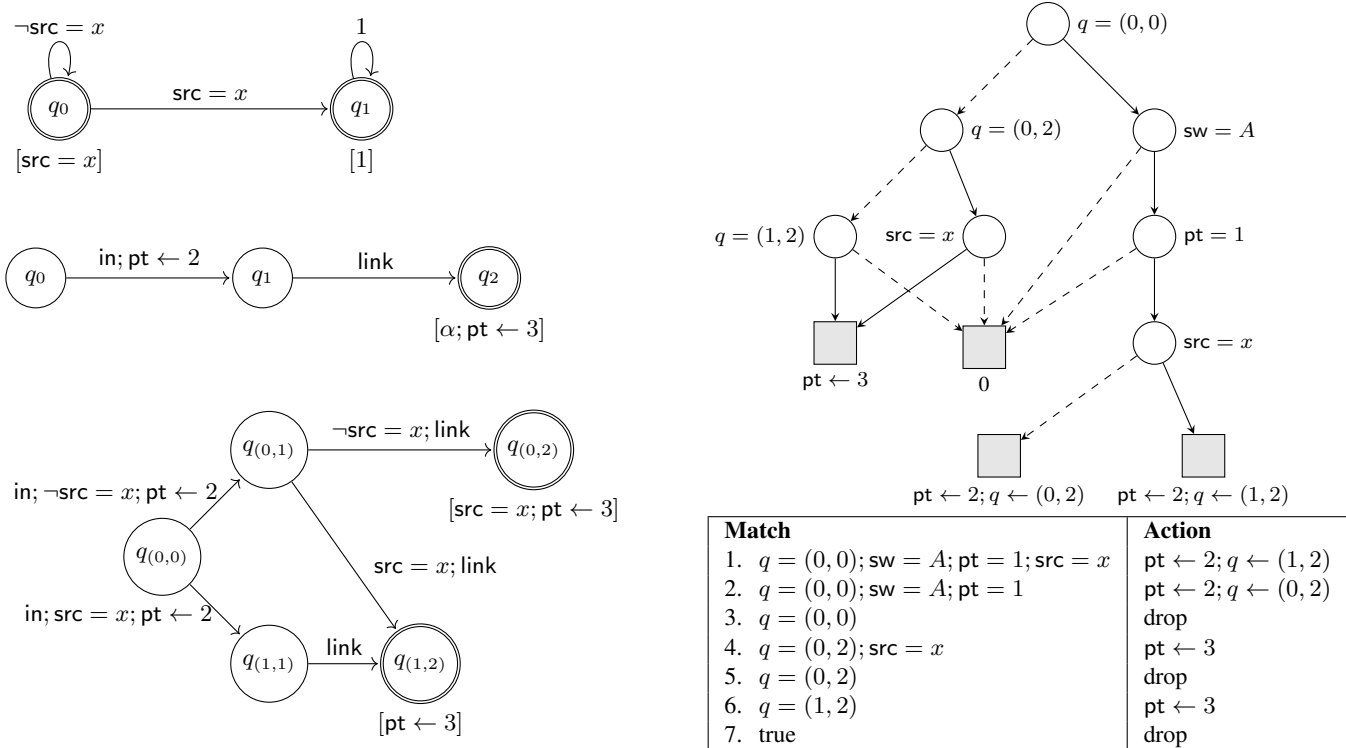 ¬src = x
1
q0
src = x
q1
[src = x]
[1]
q0
in; pt ← 2
q1
link
q2
[α; pt ← 3]
q(0,1)
¬src = x; link
q(0,2)
in; ¬src = x; pt ← 2
[src = x; pt ← 3]
q(0,0)
src = x; link
in; src = x; pt ← 2
q(1,1)
link
q(1,2)
[pt ← 3]
q = (0, 0)
q = (0, 2)
sw = A
q = (1, 2)
src = x
pt = 1
pt ← 3
0
src = x
pt ← 2; q ← (0, 2)
pt ← 2; q ← (1, 2)
Match Action
1. q = (0, 0); sw = A; pt = 1; src = x pt ← 2; q ← (1, 2)
2. q = (0, 0); sw = A; pt = 1 pt ← 2; q ← (0, 2)
3. q = (0, 0) drop
4. q = (0, 2); src = x pt ← 3
5. q = (0, 2) drop
6. q = (1, 2) pt ← 3
7. true drop